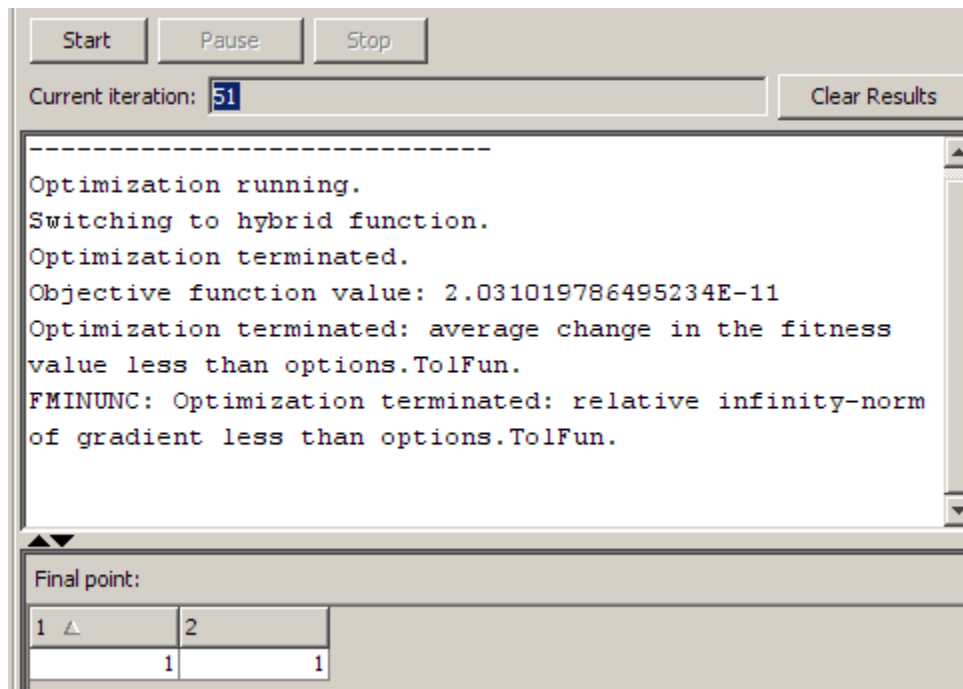 Start Pause Stop
Current iteration: 51 Clear Results
------------------------------
Optimization running.
Switching to hybrid function.
Optimization terminated.
Objective function value: 2.031019786495234E-11
Optimization terminated: average change in the fitness
value less than options.TolFun.
FMINUNC: Optimization terminated: relative infinity-norm
of gradient less than options.TolFun.
Final point:
1 2
1 1